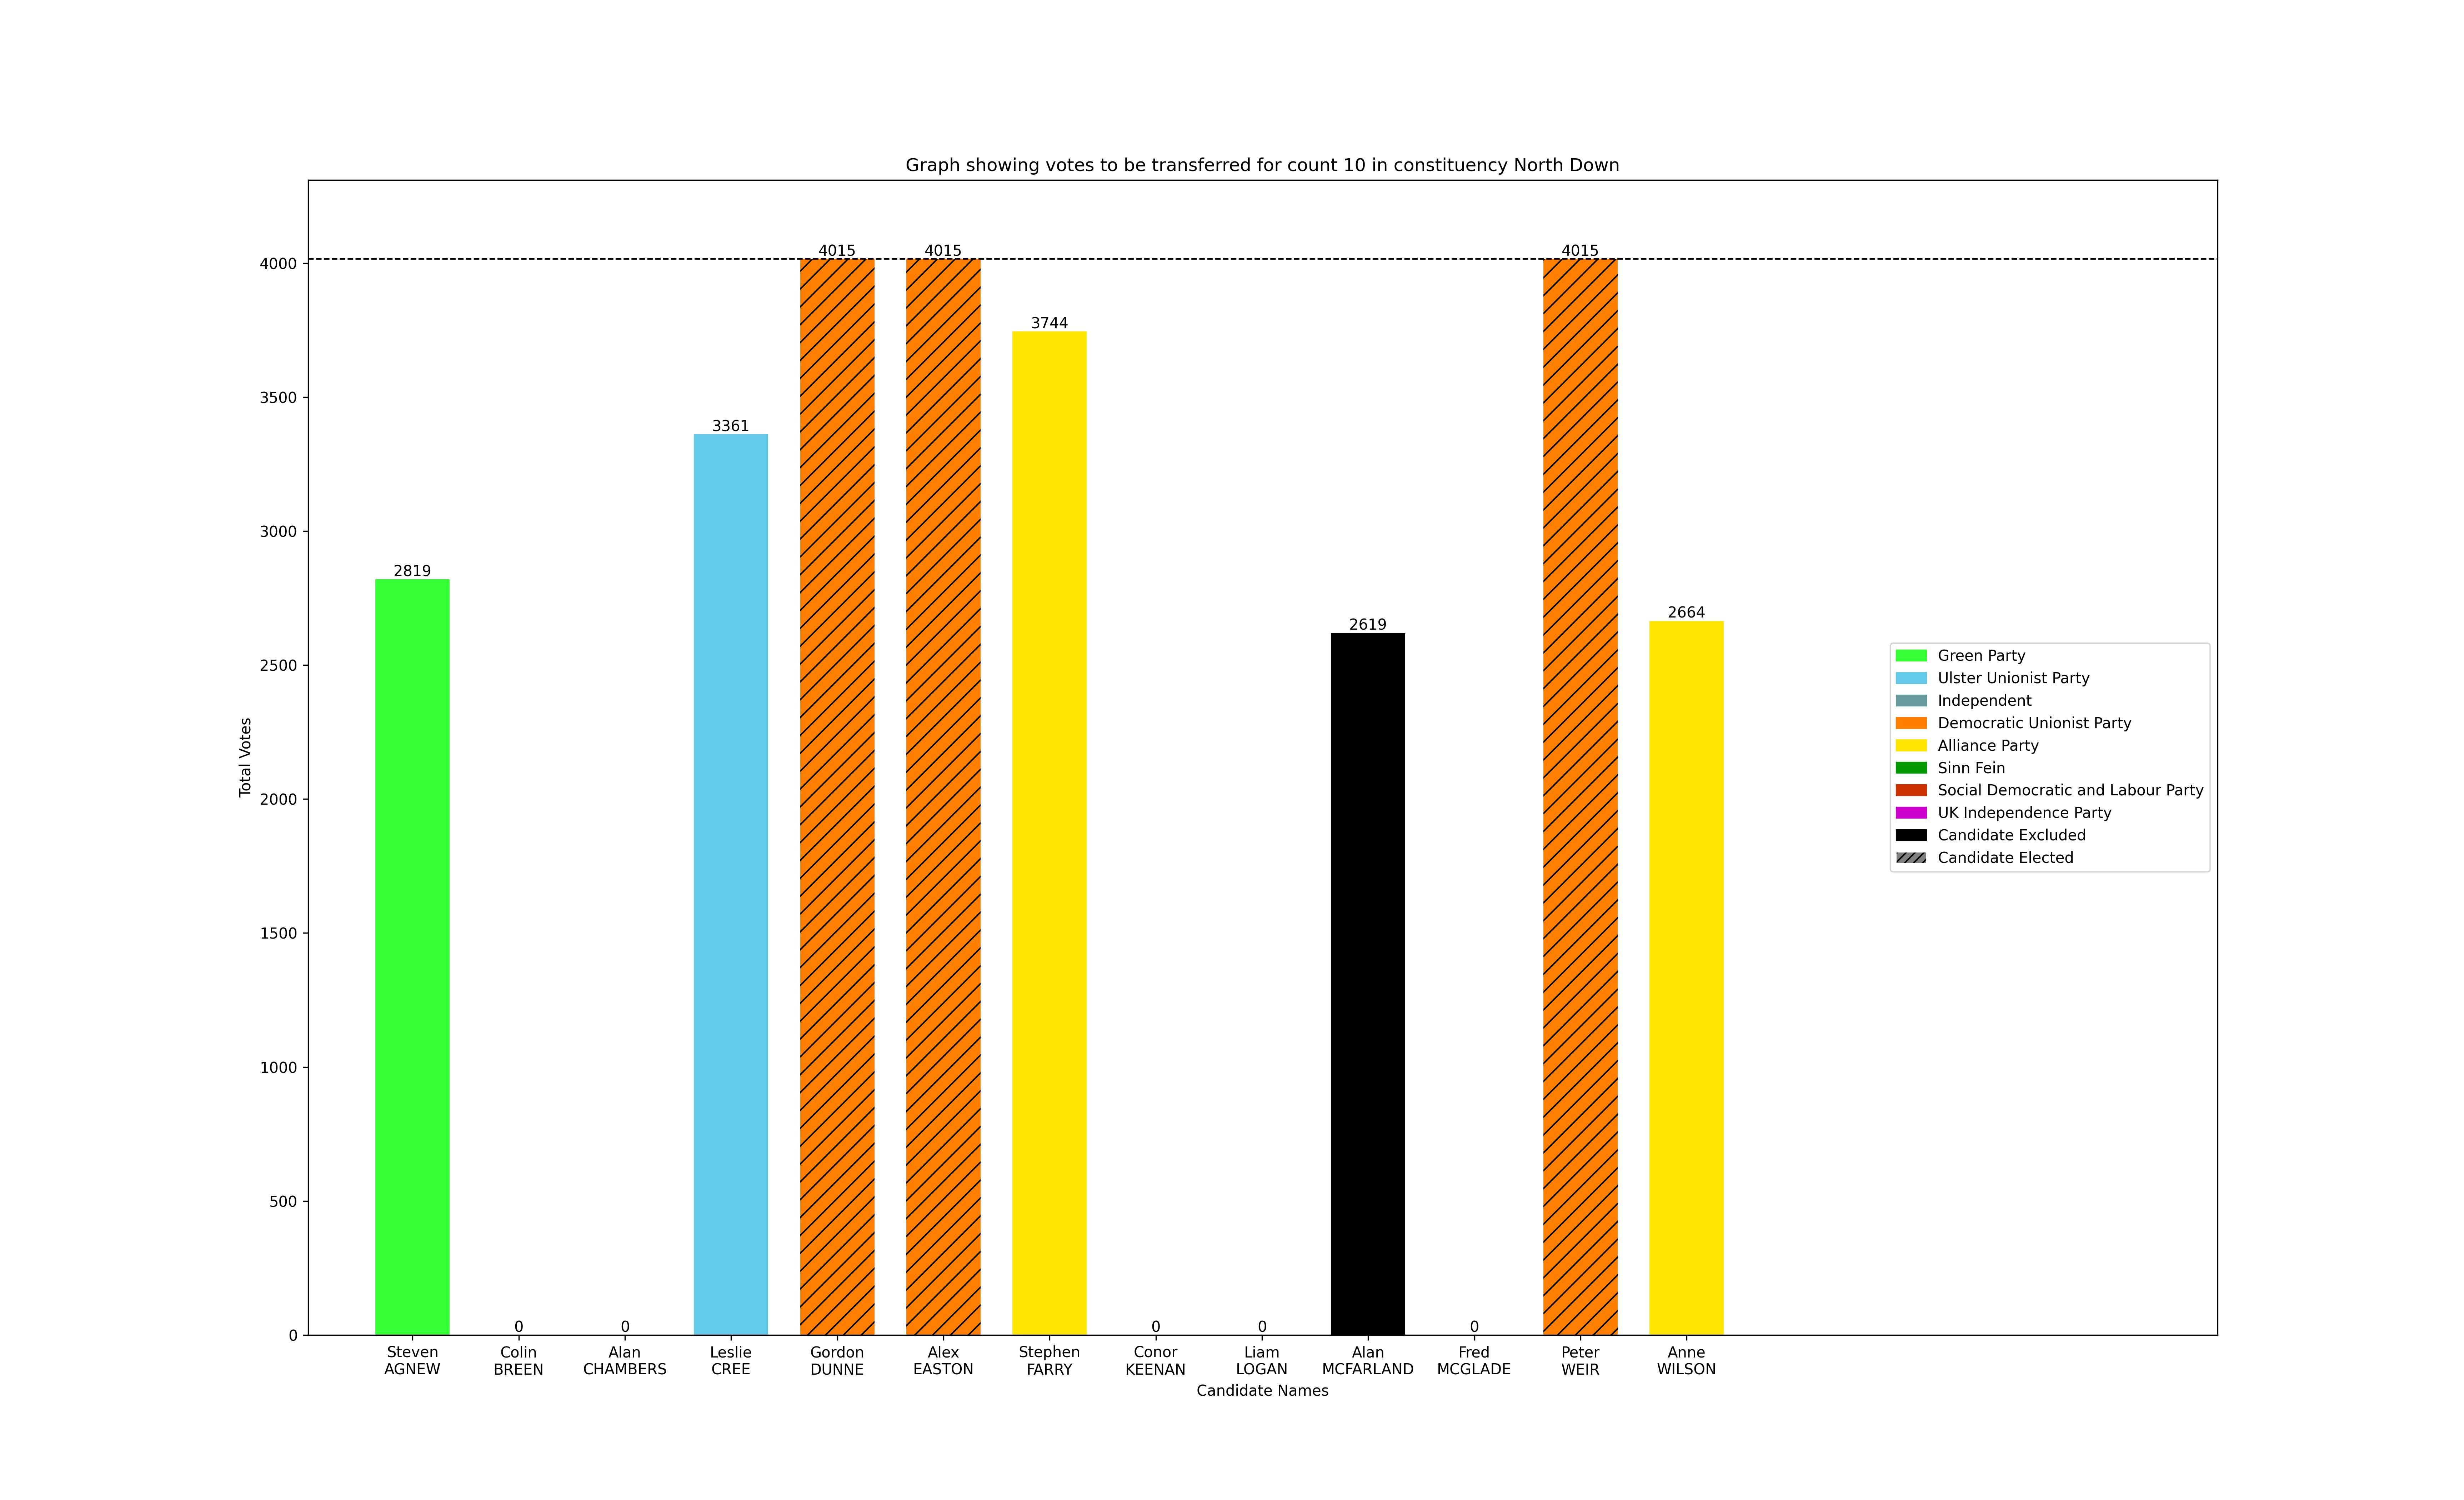 Graph showing votes to be transferred for count 10 in constituency North Down
Total Votes
4000
3500
3000
2500
2000
1500
1000
500
0
2819
0
0
3361
4015
4015
3744
0
0
2619
0
4015
2664
Steven
AGNEW
Colin
BREEN
Alan
CHAMBERS
Leslie
CREE
Gordon
DUNNE
Alex
EASTON
Stephen
FARRY
Conor
KEENAN
Liam
LOGAN
Alan
MCFARLAND
Fred
MCGLADE
Peter
WEIR
Anne
WILSON
Candidate Names
Green Party
Ulster Unionist Party
Independent
Democratic Unionist Party
Alliance Party
Sinn Fein
Social Democratic and Labour Party
UK Independence Party
Candidate Excluded
Candidate Elected